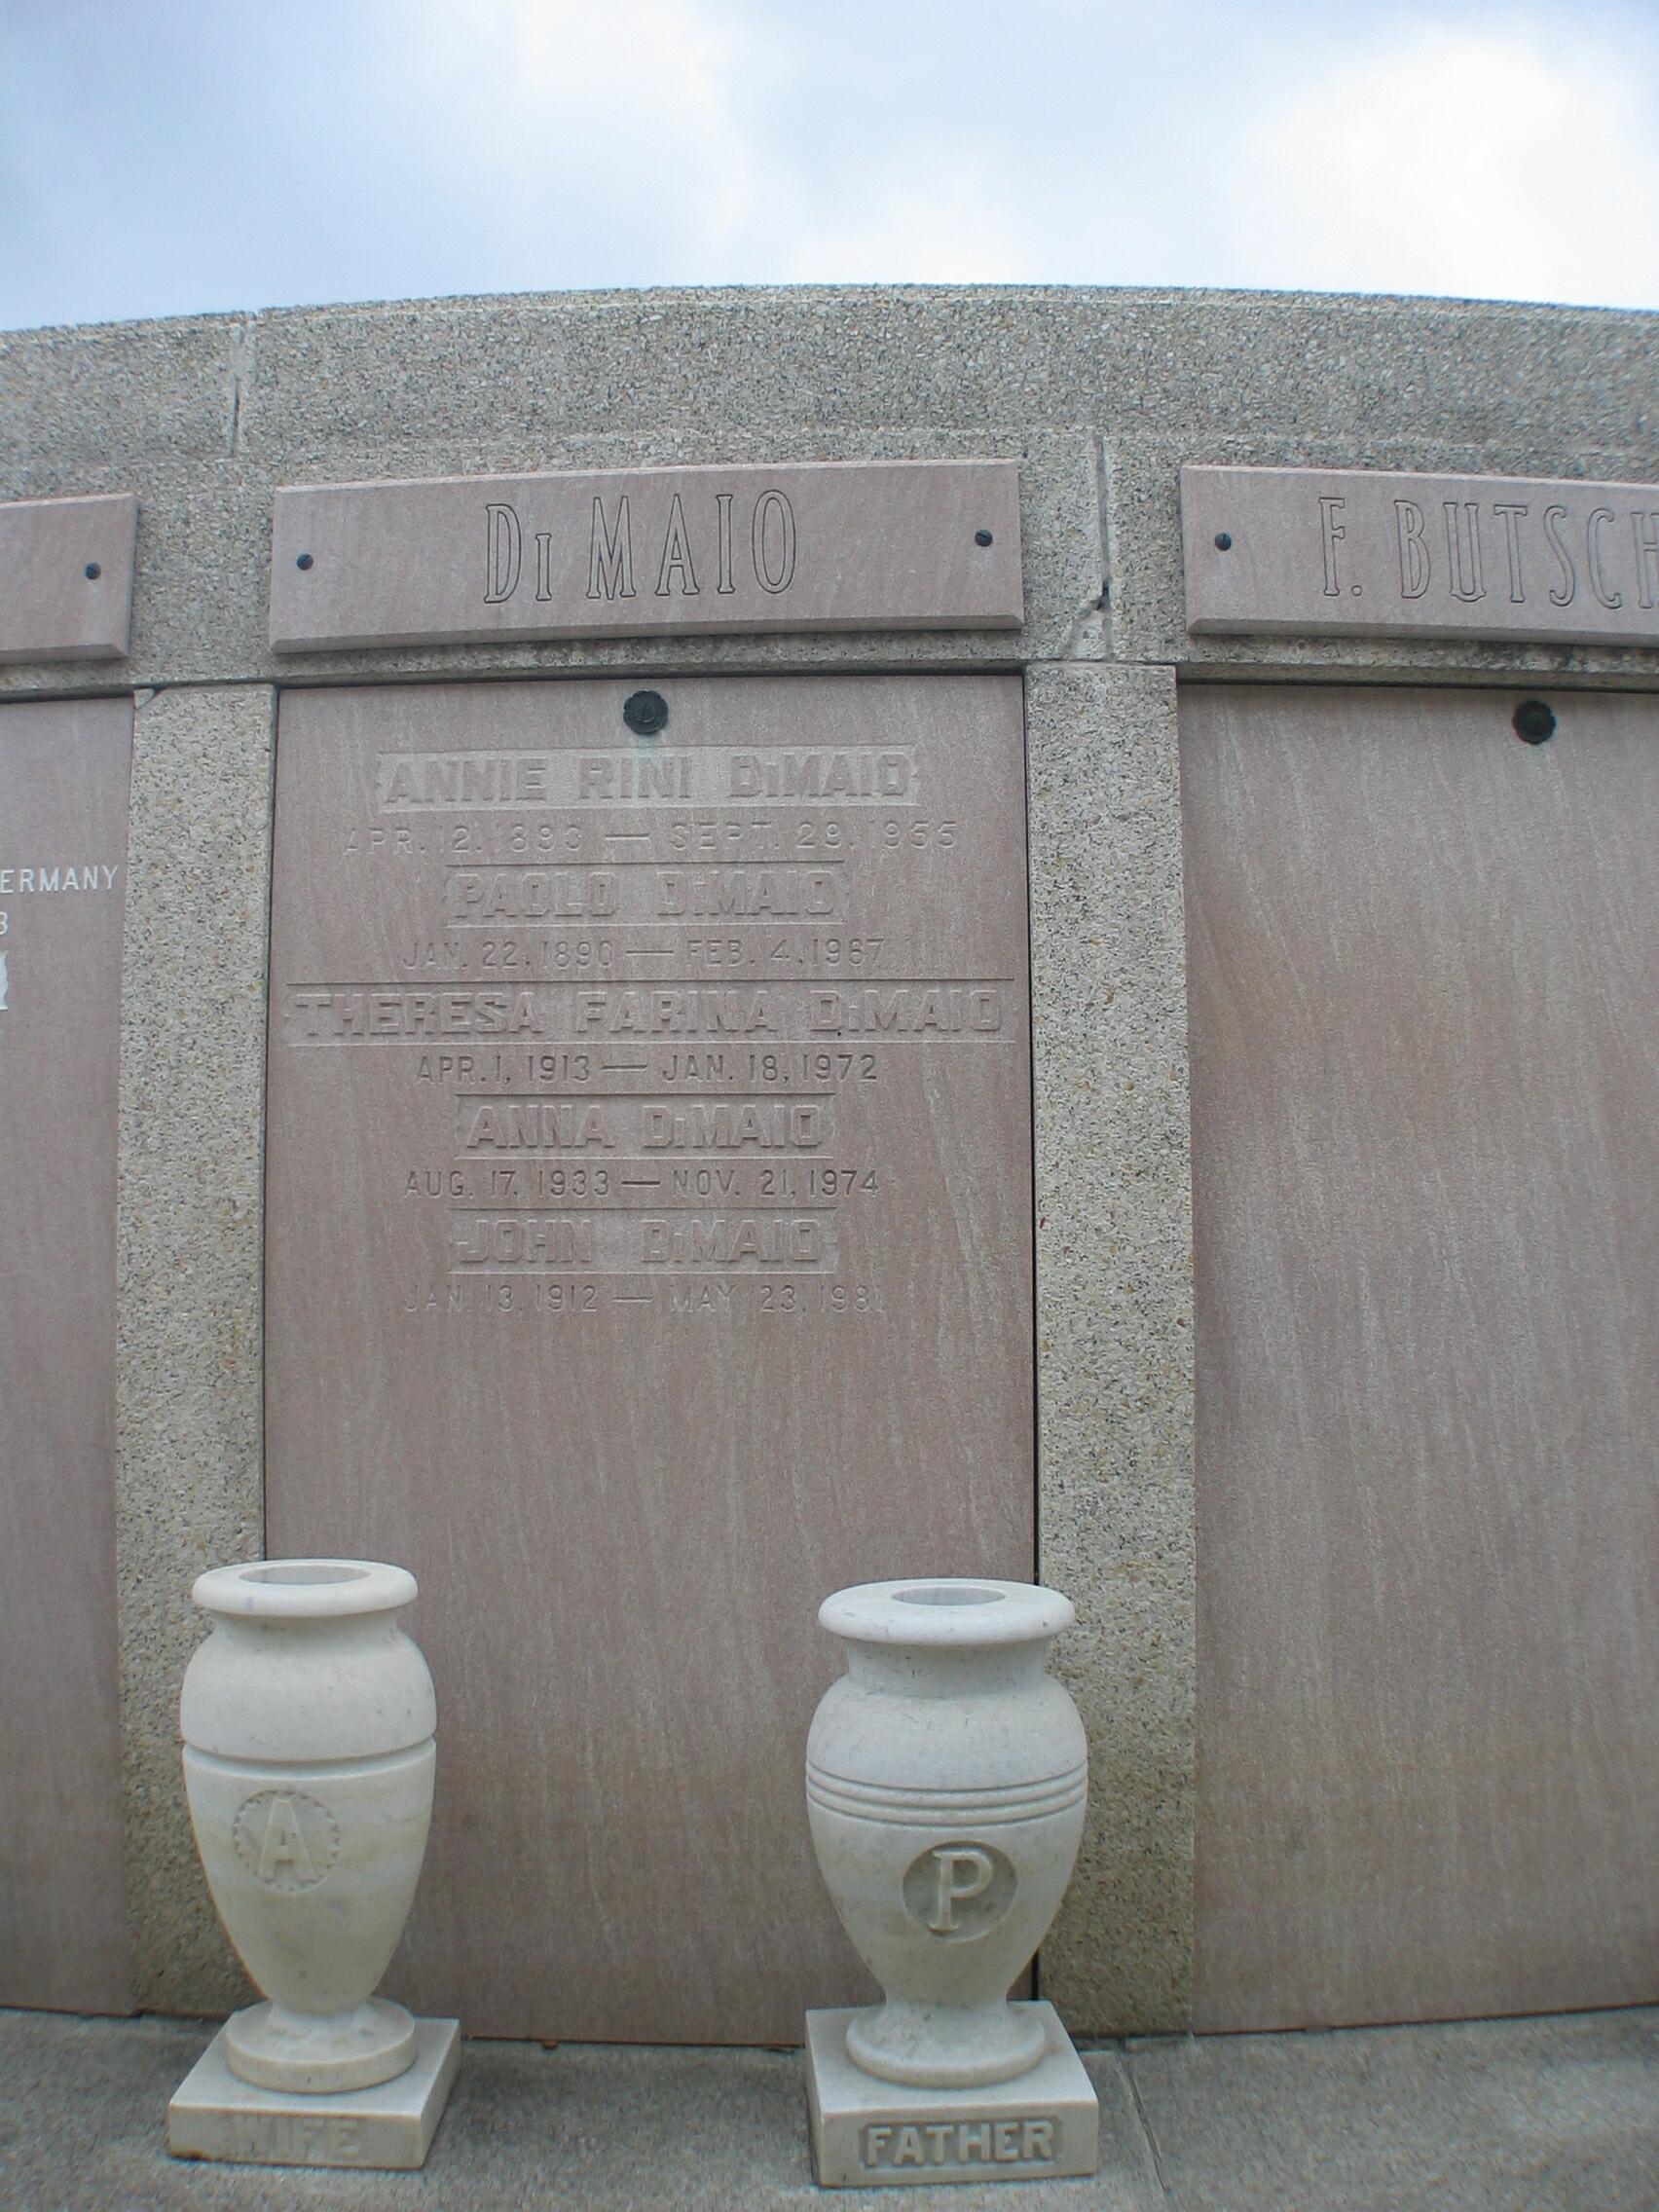 Di MAIO
F. BUTSCH
ERMANY
3
ANNIE RINI DiMAIO
APR. 12, 1893 — SEPT. 29, 1955
PAOLO DiMAIO
JAN. 22, 1890 — FEB. 4, 1967
THERESA FARINA DiMAIO
APR. 1, 1913 — JAN. 18, 1972
ANNA DiMAIO
AUG. 17, 1933 — NOV. 21, 1974
JOHN DiMAIO
JAN. 13, 1912 — MAY 23, 1981
A
P
WIFE
FATHER